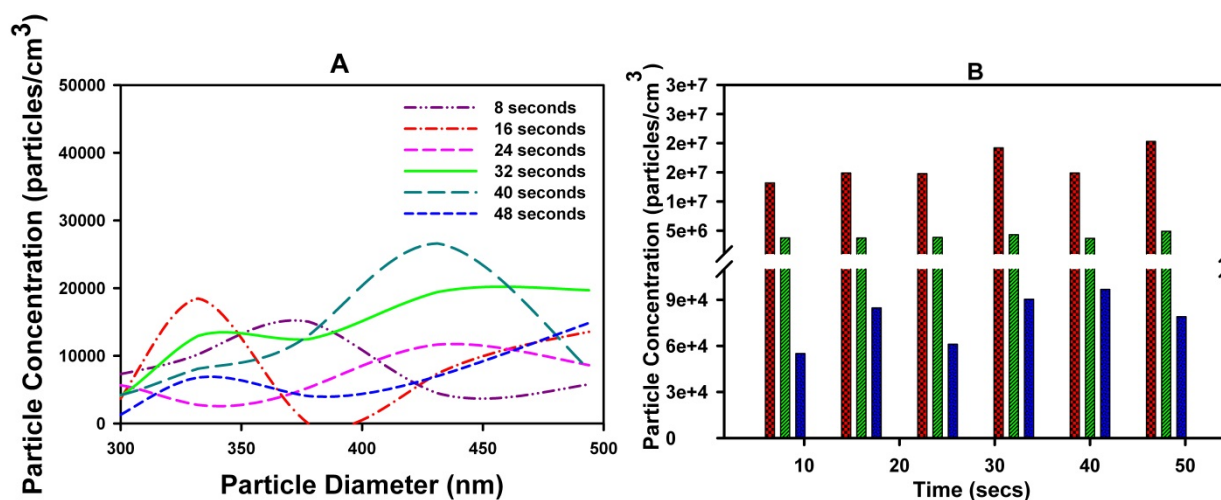 A
Particle Concentration (particles/cm3)
50000
40000
30000
20000
10000
0
300
350
400
450
500
Particle Diameter (nm)
8 seconds
16 seconds
24 seconds
32 seconds
40 seconds
48 seconds
B
Particle Concentration (particles/cm3)
3e+7
2e+7
2e+7
2e+7
1e+7
5e+6
9e+4
6e+4
3e+4
0
10
20
30
40
50
Time (secs)